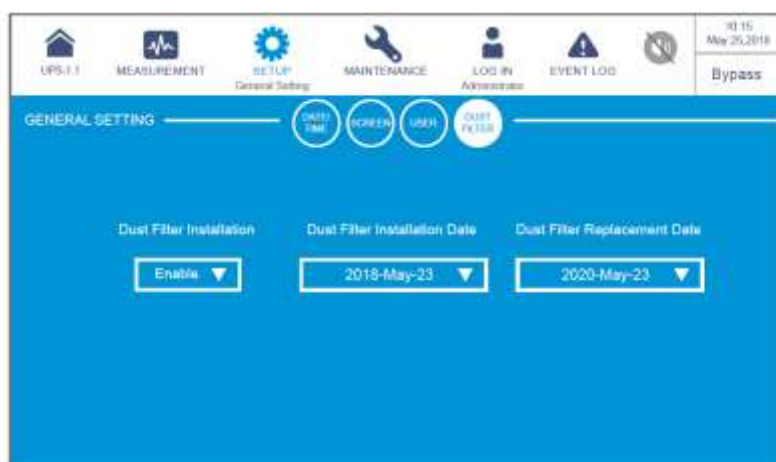 10:15
May 25,2018
UPS-1.1 MEASUREMENT SETUP MAINTENANCE LOG IN EVENT LOG
General Setting Administrator
Bypass
GENERAL SETTING
DATE/
TIME
SCREEN
USER
DUST
FILTER
Dust Filter Installation Dust Filter Installation Date Dust Filter Replacement Date
Enable 2018-May-23 2020-May-23